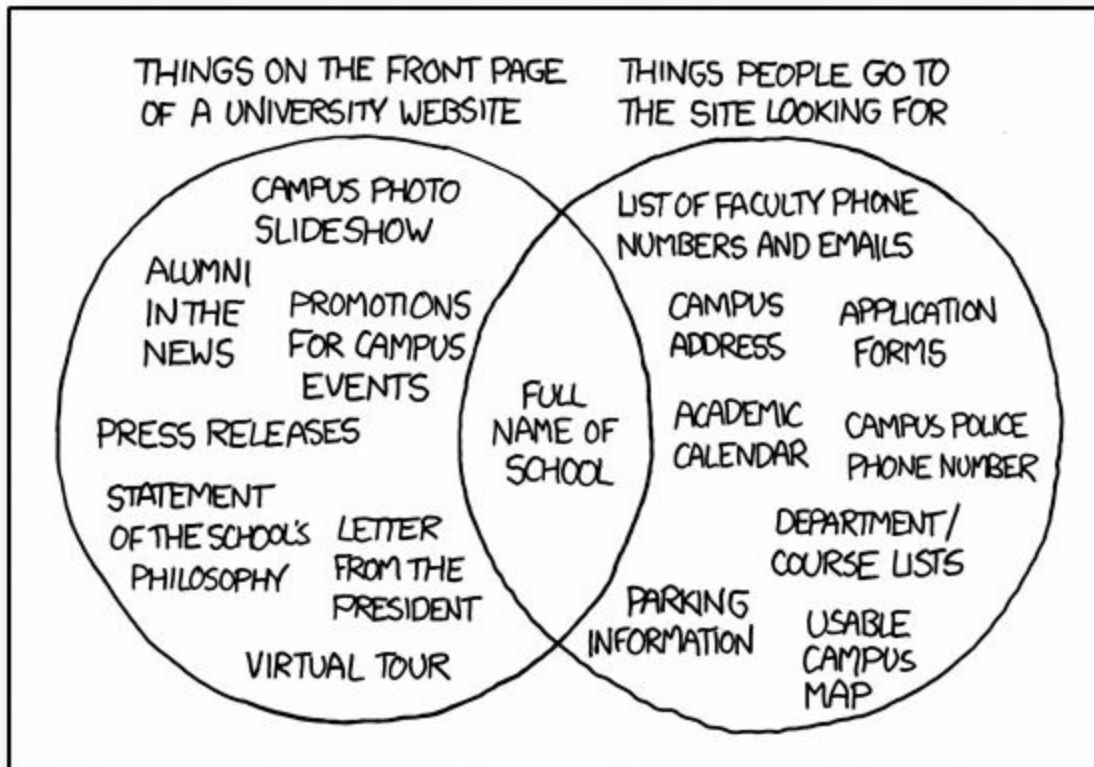 THINGS ON THE FRONT PAGE
OF A UNIVERSITY WEBSITE
THINGS PEOPLE GO TO
THE SITE LOOKING FOR
CAMPUS PHOTO
SLIDESHOW
ALUMNI
IN THE
NEWS
PROMOTIONS
FOR CAMPUS
EVENTS
PRESS RELEASES
STATEMENT
OF THE SCHOOL'S
PHILOSOPHY
LETTER
FROM THE
PRESIDENT
VIRTUAL TOUR
FULL
NAME OF
SCHOOL
LIST OF FACULTY PHONE
NUMBERS AND EMAILS
CAMPUS
ADDRESS
APPLICATION
FORMS
ACADEMIC
CALENDAR
CAMPUS POLICE
PHONE NUMBER
DEPARTMENT/
COURSE LISTS
PARKING
INFORMATION
USABLE
CAMPUS
MAP